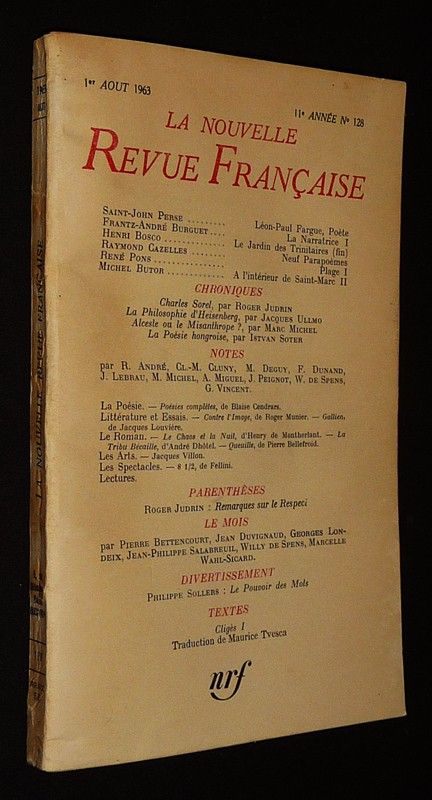 1er AOUT 1963
11e ANNÉE No 128
LA NOUVELLE
REVUE FRANÇAISE
SAINT-JOHN PERSE ......... Léon-Paul Fargue, Poète
FRANTZ-ANDRÉ BURGUET .... La Narratrice I
HENRI BOSCO ............. Le Jardin des Trinitaires (fin)
RAYMOND CAZELLES ........ Neuf Parapoèmes
RENÉ PONS ............... Plage I
MICHEL BUTOR ............ A l'intérieur de Saint-Marc II
CHRONIQUES
Charles Sorel, par ROGER JUDRIN
La Philosophie d'Heisenberg, par JACQUES ULLMO
Alceste ou le Misanthrope ?, par MARC MICHEL
La Poésie hongroise, par ISTVAN SOTER
NOTES
par R. ANDRÉ, CL.-M. CLUNY, M. DEGUY, F. DUNAND,
J. LEBRAU, M. MICHEL, A. MIGUEL, J. PEIGNOT, W. DE SPENS,
G. VINCENT.
La Poésie. — Poésies complètes, de Blaise Cendrars.
Littérature et Essais. — Contre l'Image, de Roger Munier. — Gallien,
de Jacques Louvière.
Le Roman. — Le Chaos et la Nuit, d'Henry de Montherlant. — La
Tribu Bécaille, d'André Dhôtel. — Queuille, de Pierre Bellefroid.
Les Arts. — Jacques Villon.
Les Spectacles. — 8 1/2, de Fellini.
Lectures.
PARENTHÈSES
ROGER JUDRIN : Remarques sur le Respect
LE MOIS
par PIERRE BETTENCOURT, JEAN DUVIGNAUD, GEORGES LON-
DEIX, JEAN-PHILIPPE SALABREUIL, WILLY DE SPENS, MARCELLE
WAHL-SICARD.
DIVERTISSEMENT
PHILIPPE SOLLERS : Le Pouvoir des Mots
TEXTES
Cligès I
Traduction de Maurice Tvesca
nrf
LA NOUVELLE REVUE FRANÇAISE